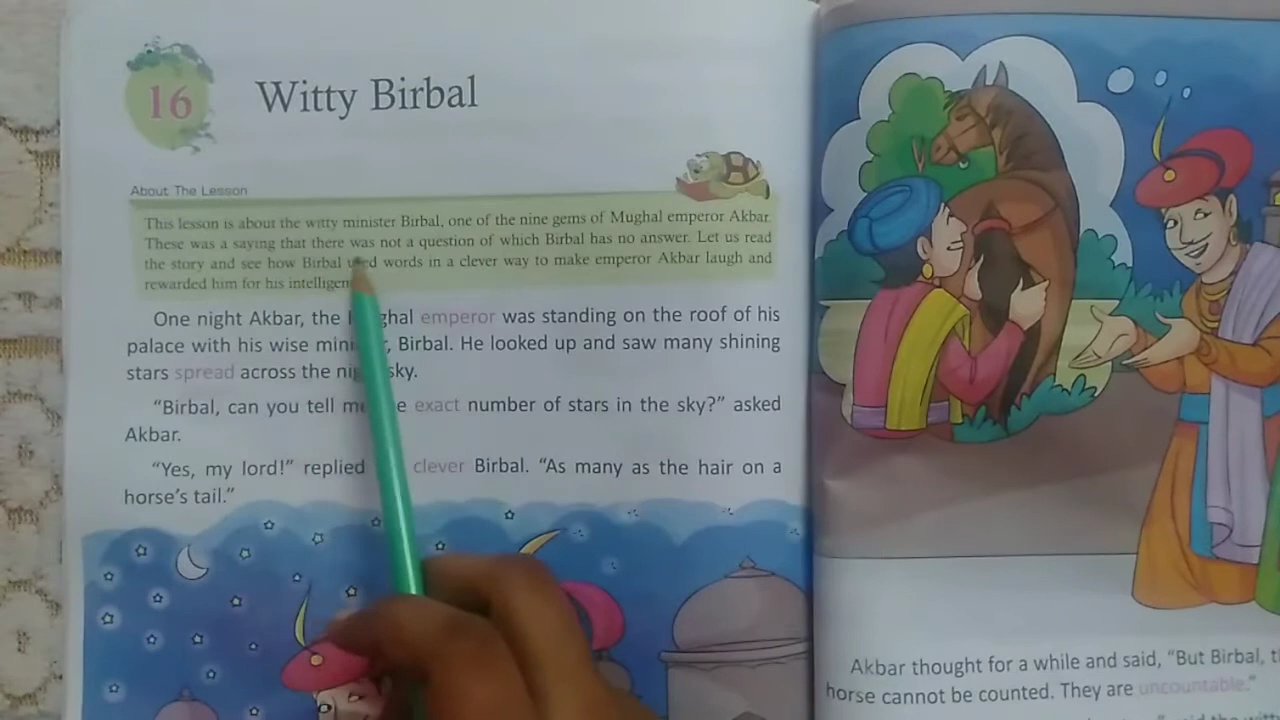 16
Witty Birbal
About The Lesson
This lesson is about the witty minister Birbal, one of the nine gems of Mughal emperor Akbar.
These was a saying that there was not a question of which Birbal has no answer. Let us read
the story and see how Birbal words in a clever way to make emperor Akbar laugh and
rewarded him for his
One night Akbar, the emperor was standing on the roof of his
palace with his wise Birbal. He looked up and saw many shining
stars spread across the sky.
“Birbal, can you tell exact number of stars in the sky?” asked
Akbar.
“Yes, my lord!” replied clever Birbal. “As many as the hair on a
horse’s tail.”
Akbar thought for a while and said, “But Birbal,
horse cannot be counted. They are uncountable.”